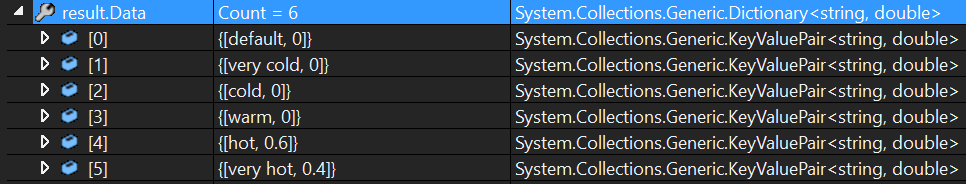 result.Data Count = 6 System.Collections.Generic.Dictionary<string, double>
[0] {[default, 0]} System.Collections.Generic.KeyValuePair<string, double>
[1] {[very cold, 0]} System.Collections.Generic.KeyValuePair<string, double>
[2] {[cold, 0]} System.Collections.Generic.KeyValuePair<string, double>
[3] {[warm, 0]} System.Collections.Generic.KeyValuePair<string, double>
[4] {[hot, 0.6]} System.Collections.Generic.KeyValuePair<string, double>
[5] {[very hot, 0.4]} System.Collections.Generic.KeyValuePair<string, double>